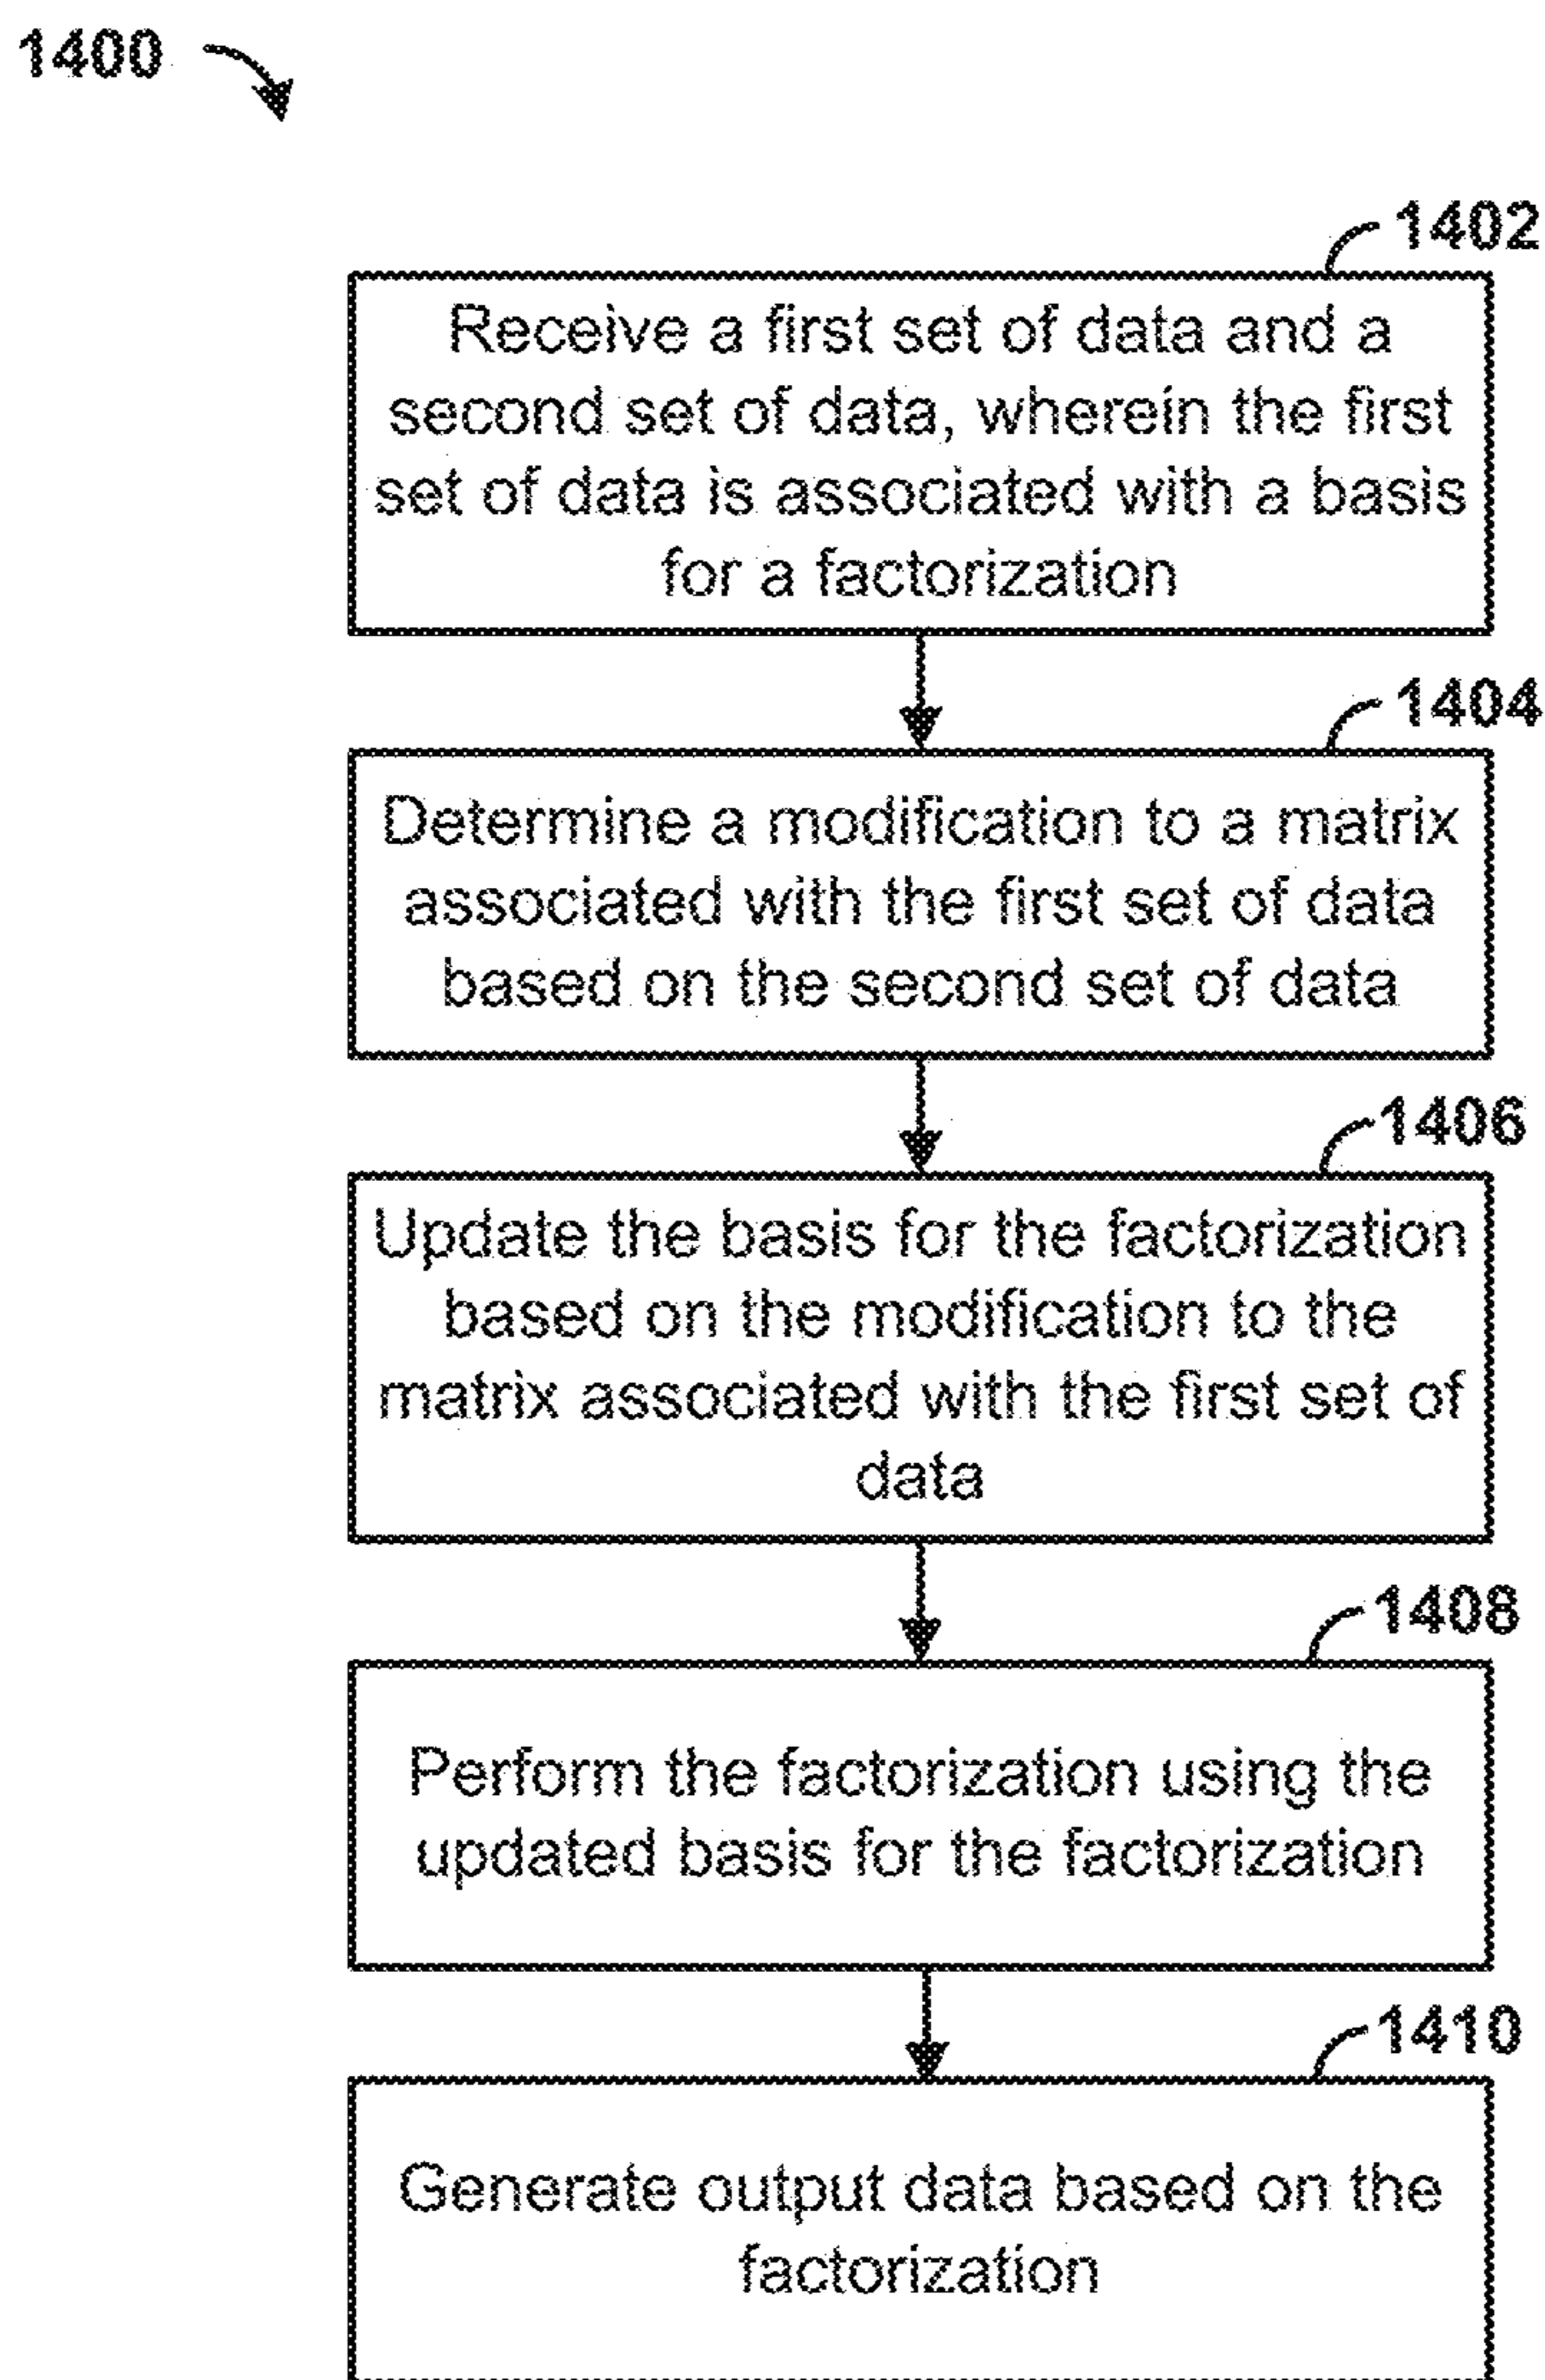 1400
1402
Receive a first set of data and a
second set of data, wherein the first
set of data is associated with a basis
for a factorization
1404
Determine a modification to a matrix
associated with the first set of data
based on the second set of data
1406
Update the basis for the factorization
based on the modification to the
matrix associated with the first set of
data
1408
Perform the factorization using the
updated basis for the factorization
1410
Generate output data based on the
factorization